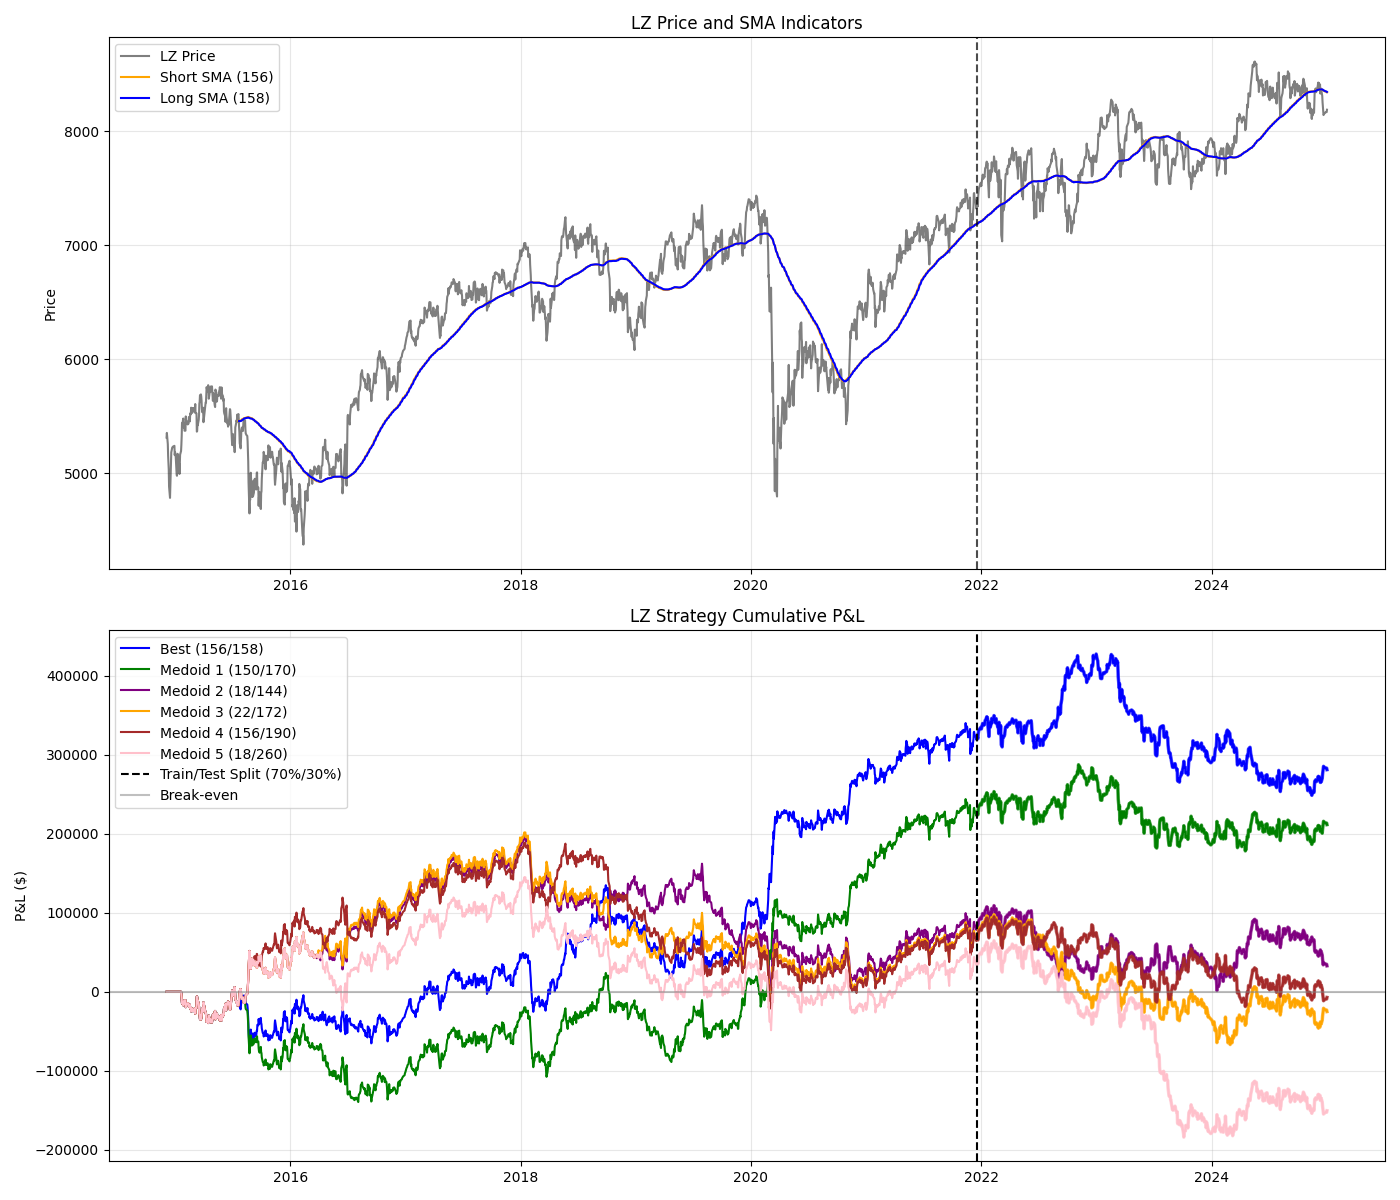 LZ Price and SMA Indicators
LZ Price
Short SMA (156)
Long SMA (158)
Price
8000
7000
6000
5000
2016
2018
2020
2022
2024
LZ Strategy Cumulative P&L
Best (156/158)
Medoid 1 (150/170)
Medoid 2 (18/144)
Medoid 3 (22/172)
Medoid 4 (156/190)
Medoid 5 (18/260)
Train/Test Split (70%/30%)
Break-even
P&L ($)
400000
300000
200000
100000
0
−100000
−200000
2016
2018
2020
2022
2024